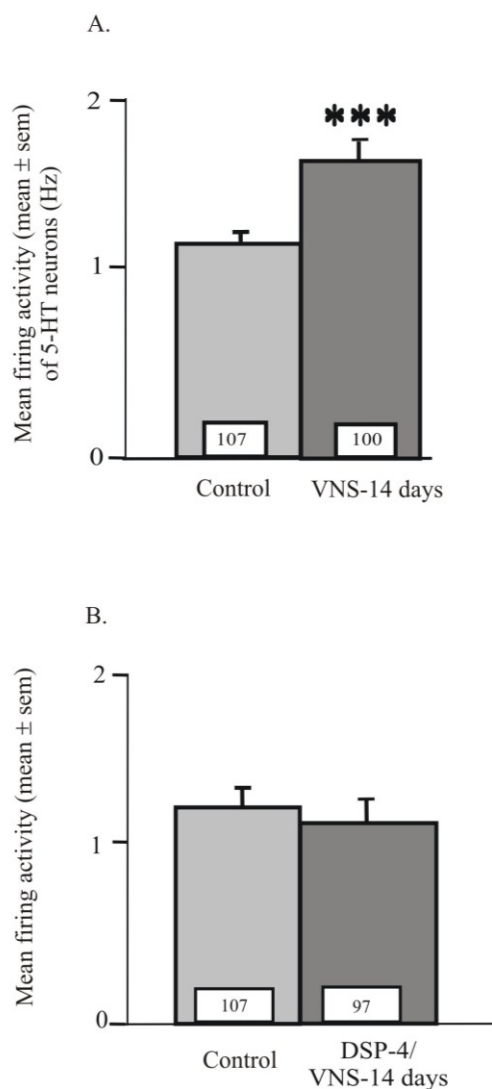 A.
Mean firing activity (mean ± sem)
of 5-HT neurons (Hz)
2
1
0
***
107
100
Control
VNS-14 days
B.
Mean firing activity (mean ± sem)
2
1
0
107
97
Control
DSP-4/
VNS-14 days